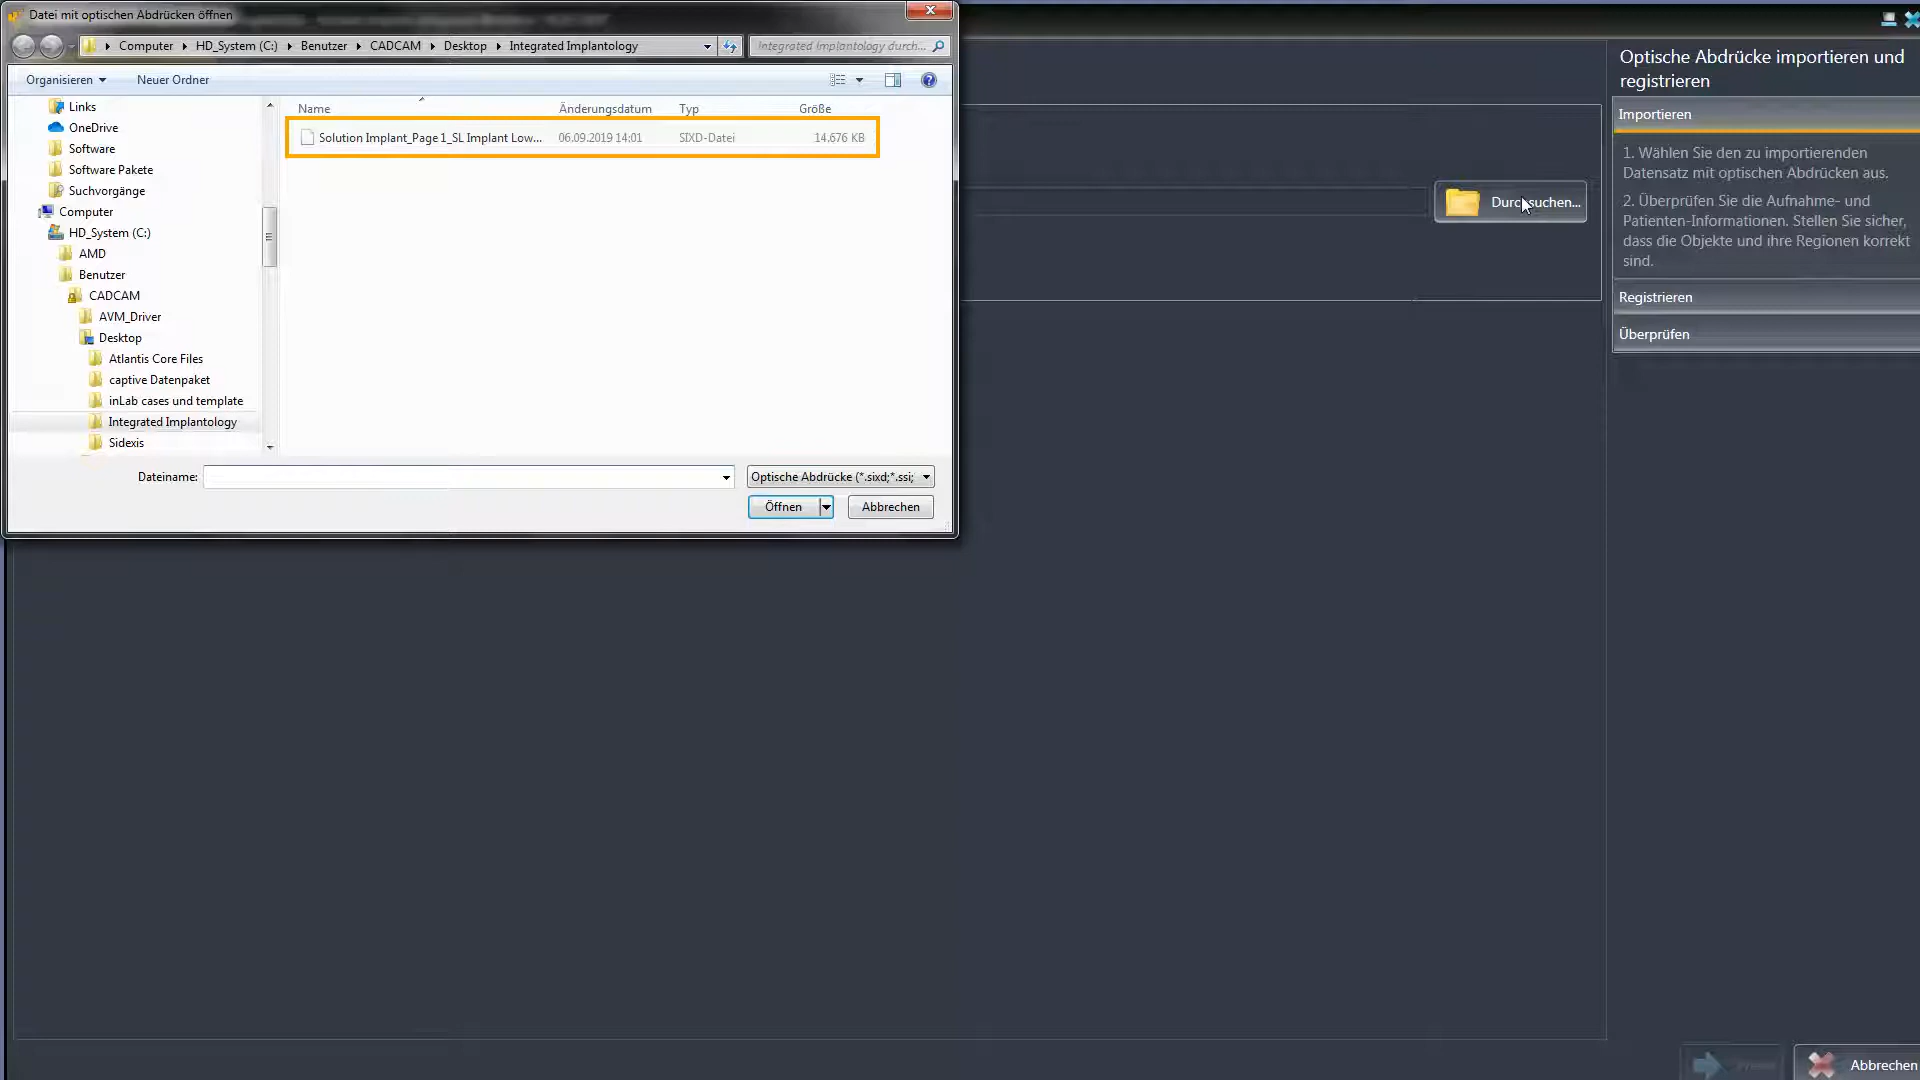 Datei mit optischen Abdrücken öffnen
Computer HD_System (C:) Benutzer CADCAM Desktop Integrated Implantology
Integrated Implantology durch...
Organisieren Neuer Ordner
Links
OneDrive
Software
Software Pakete
Suchvorgänge
Computer
HD_System (C:)
AMD
Benutzer
CADCAM
AVM_Driver
Desktop
Atlantis Core Files
captive Datenpaket
inLab cases und template
Integrated Implantology
Sidexis
Name Änderungsdatum Typ Größe
Solution Implant_Page 1_SL Implant Low... 06.09.2019 14:01 SIXD-Datei 14.676 KB
Dateiname:
Optische Abdrücke (*.sixd;*.ssi;
Öffnen Abbrechen
Durchsuchen...
Optische Abdrücke importieren und
registrieren
Importieren
1. Wählen Sie den zu importierenden
Datensatz mit optischen Abdrücken aus.
2. Überprüfen Sie die Aufnahme- und
Patienten-Informationen. Stellen Sie sicher,
dass die Objekte und ihre Regionen korrekt
sind.
Registrieren
Überprüfen
Abbrechen